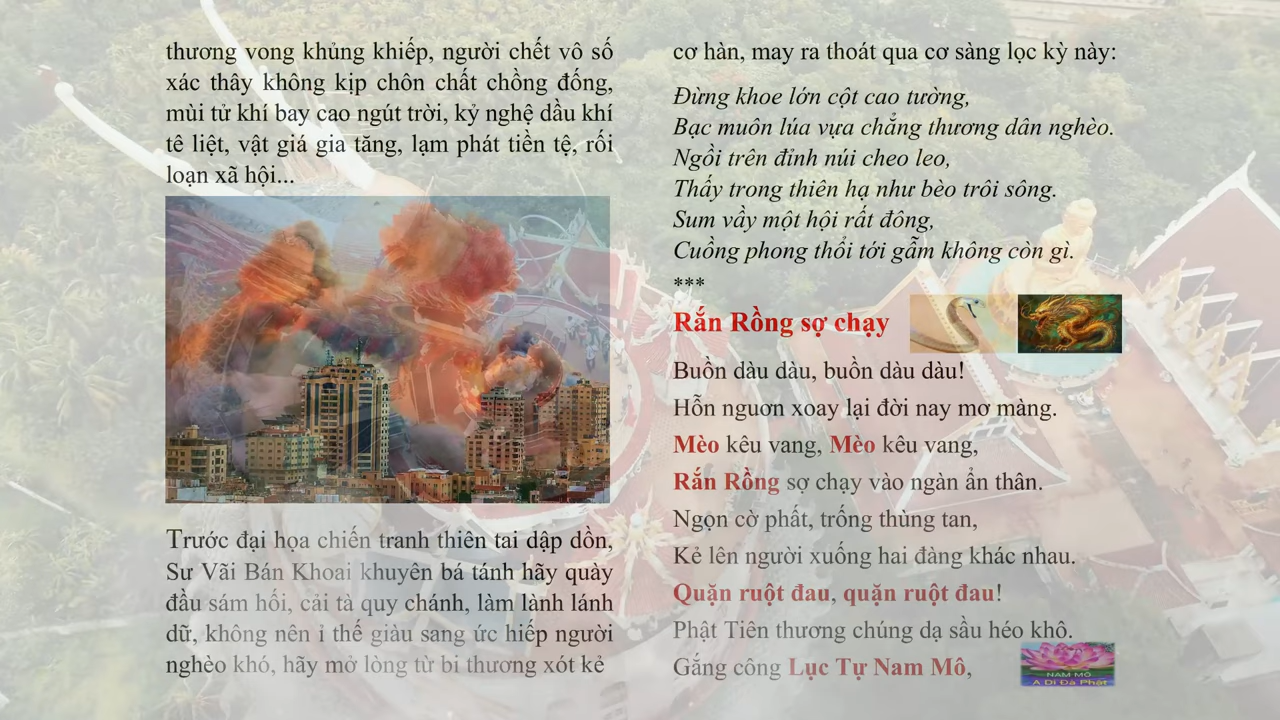 thương vong khủng khiếp, người chết vô số
xác thây không kịp chôn chất chồng đống,
mùi tử khí bay cao ngút trời, kỷ nghệ dầu khí
tê liệt, vật giá gia tăng, lạm phát tiền tệ, rối
loạn xã hội...
Trước đại họa chiến tranh thiên tai dập dồn,
Sư Vãi Bán Khoai khuyên bá tánh hãy quày
đầu sám hối, cải tà quy chánh, làm lành lánh
dữ, không nên ỉ thế giàu sang ức hiếp người
nghèo khó, hãy mở lòng từ bi thương xót kẻ
cơ hàn, may ra thoát qua cơ sàng lọc kỳ này:
Đừng khoe lớn cột cao tường,
Bạc muôn lúa vựa chẳng thương dân nghèo.
Ngồi trên đỉnh núi cheo leo,
Thấy trong thiên hạ như bèo trôi sông.
Sum vầy một hội rất đông,
Cuồng phong thổi tới gẫm không còn gì.
***
Rắn Rồng sợ chạy
Buồn dàu dàu, buồn dàu dàu!
Hỗn nguơn xoay lại đời nay mơ màng.
Mèo kêu vang, Mèo kêu vang,
Rắn Rồng sợ chạy vào ngàn ẩn thân.
Ngọn cờ phất, trống thùng tan,
Kẻ lên người xuống hai đàng khác nhau.
Quặn ruột đau, quặn ruột đau!
Phật Tiên thương chúng dạ sầu héo khô.
Gắng công Lục Tự Nam Mô,
NAM MÔ
A Di Đà Phật